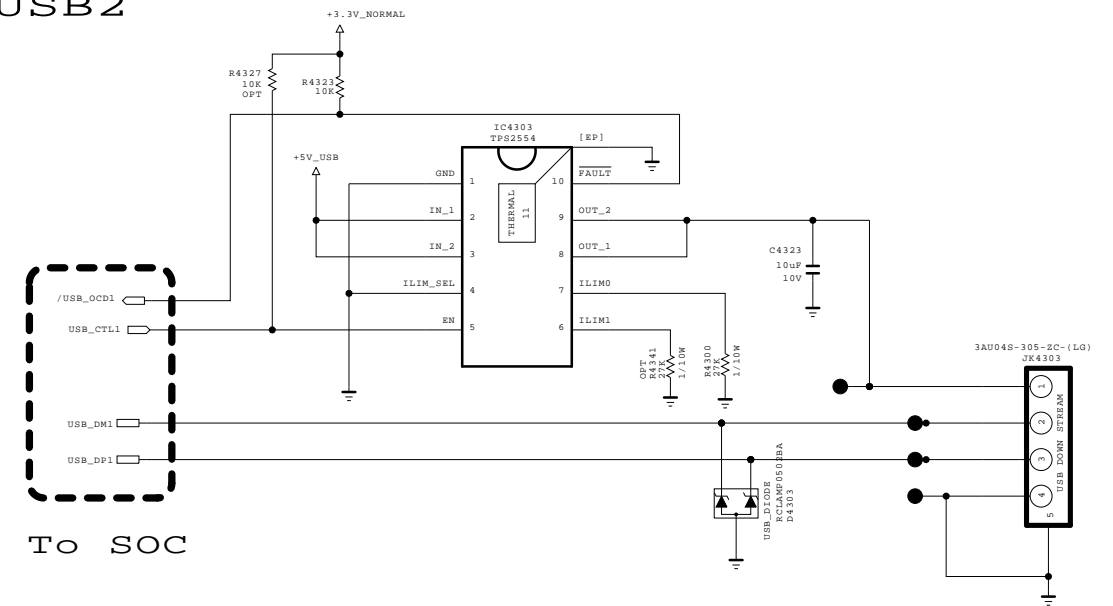 USB2
+3.3V_NORMAL
R4327
10K
OPT
R4323
10K
IC4303
TPS2554
[EP]
+5V_USB
GND
1
10
FAULT
THERMAL
11
IN_1
2
9
OUT_2
IN_2
3
8
OUT_1
C4323
10uF
10V
ILIM_SEL
4
7
ILIM0
/USB_OCD1
USB_CTL1
EN
5
6
ILIM1
OPT
R4341
27K
1/10W
R4300
27K
1/10W
3AU04S-305-ZC-(LG)
JK4303
1
2
3
4
5
USB DOWN STREAM
USB_DM1
USB_DP1
USB_DIODE
RCLAMP0502BA
D4303
To SOC